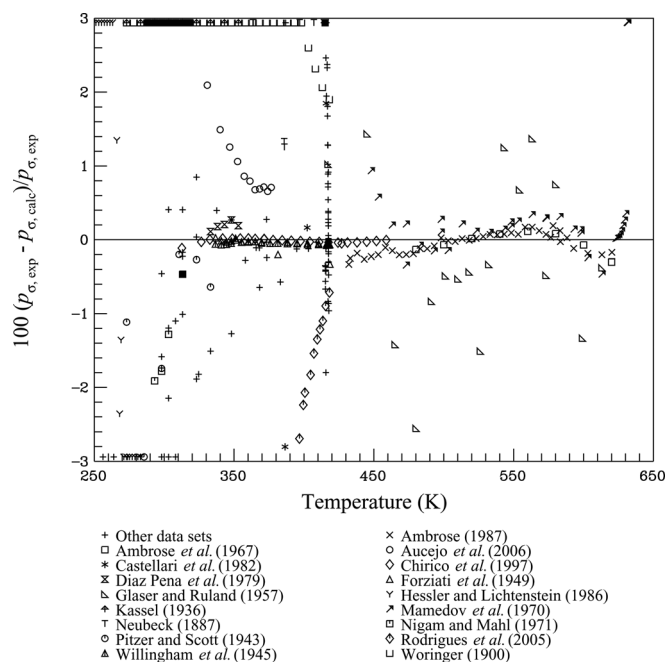 3
2
1
0
-1
-2
-3
100 (pσ, exp - pσ, calc)/pσ, exp
250 350 450 550 650
Temperature (K)
Other data sets
Ambrose et al. (1967)
Castellari et al. (1982)
Diaz Pena (1979)
Glaser and Ruland (1957)
Kassel (1936)
Neubeck (1887)
Pitzer and Scott (1943)
Willingham et al. (1945)
Ambrose (1987)
Aucejo et al. (2006)
Chirico et al. (1997)
Forziati et al. (1949)
Hessler and Lichtenstein (1986)
Mamedov et al. (1970)
Nigam and Mahl (1971)
Rodrigues et al. (2005)
Woringer (1900)